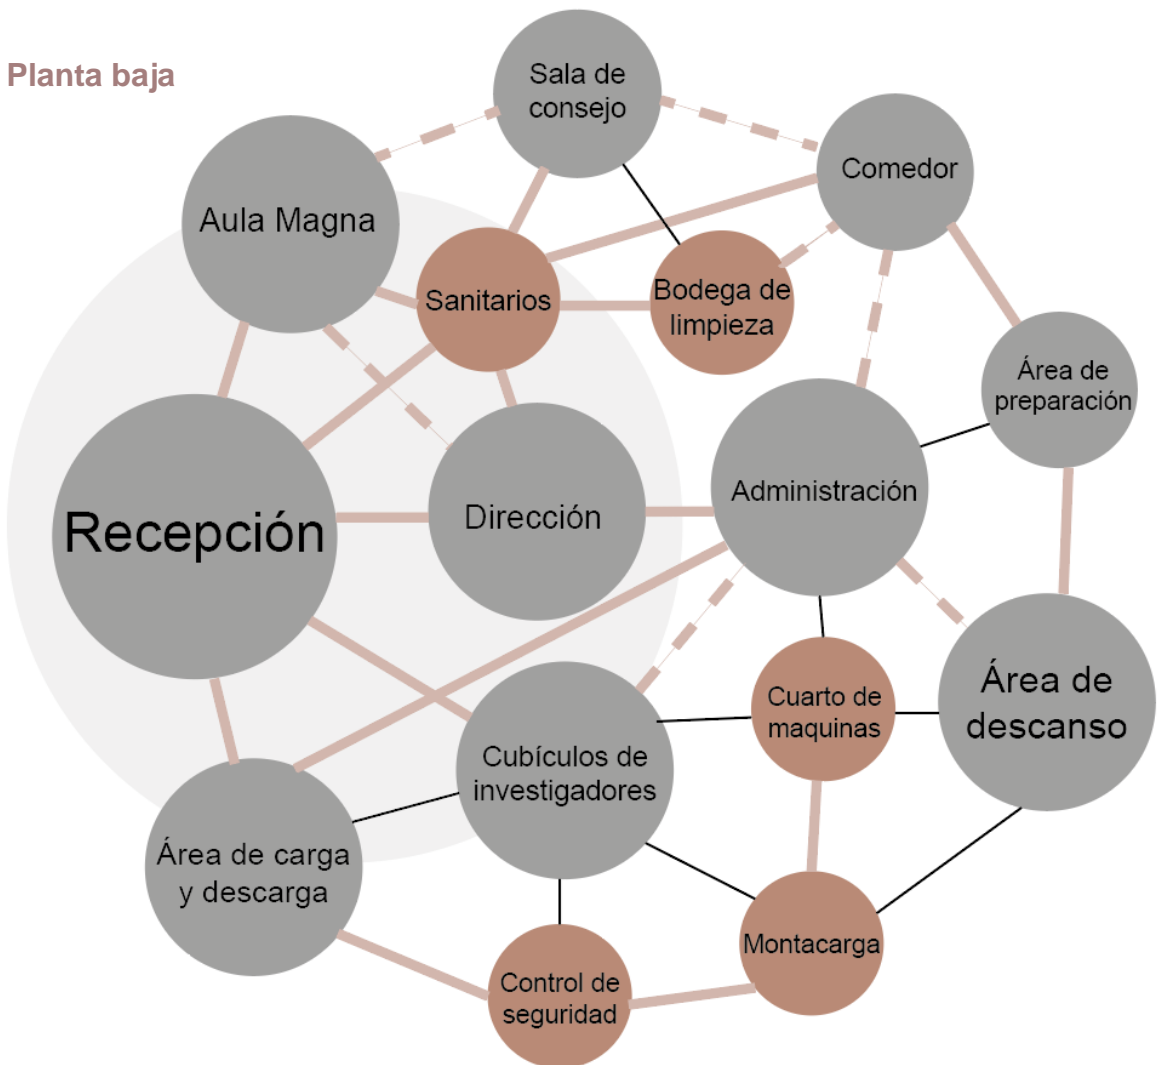 Planta baja
Sala de
consejo
Comedor
Aula Magna
Sanitarios
Bodega de
limpieza
Área de
preparación
Recepción
Dirección
Administración
Área de
descanso
Cuarto de
maquinas
Cubículos de
investigadores
Área de carga
y descarga
Montacarga
Control de
seguridad